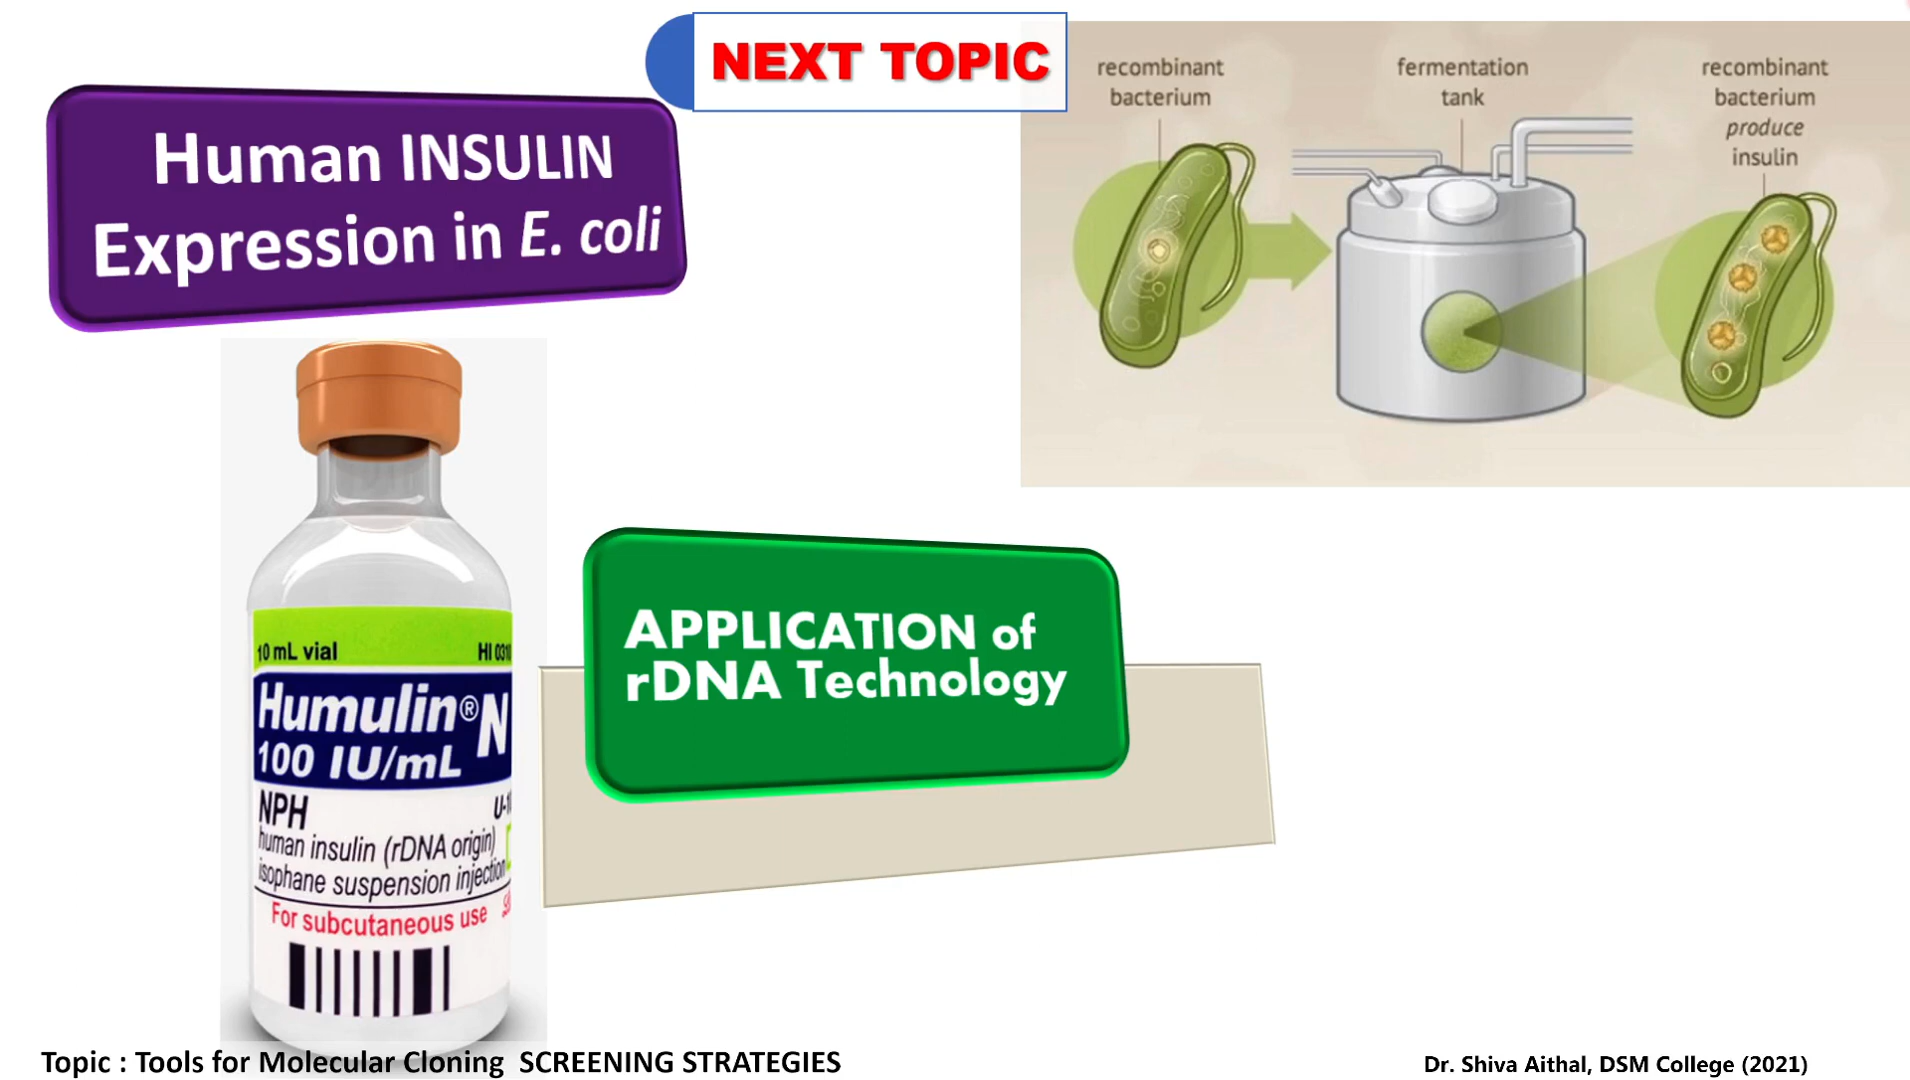 NEXT TOPIC
Human INSULIN
Expression in E. coli
recombinant
bacterium
fermentation
tank
recombinant
bacterium
produce
insulin
APPLICATION of
rDNA Technology
10 mL vial
Humulin® N
100 IU/mL
NPH
human insulin (rDNA origin)
isophane suspension injection
For subcutaneous use
Topic : Tools for Molecular Cloning SCREENING STRATEGIES
Dr. Shiva Aithal, DSM College (2021)